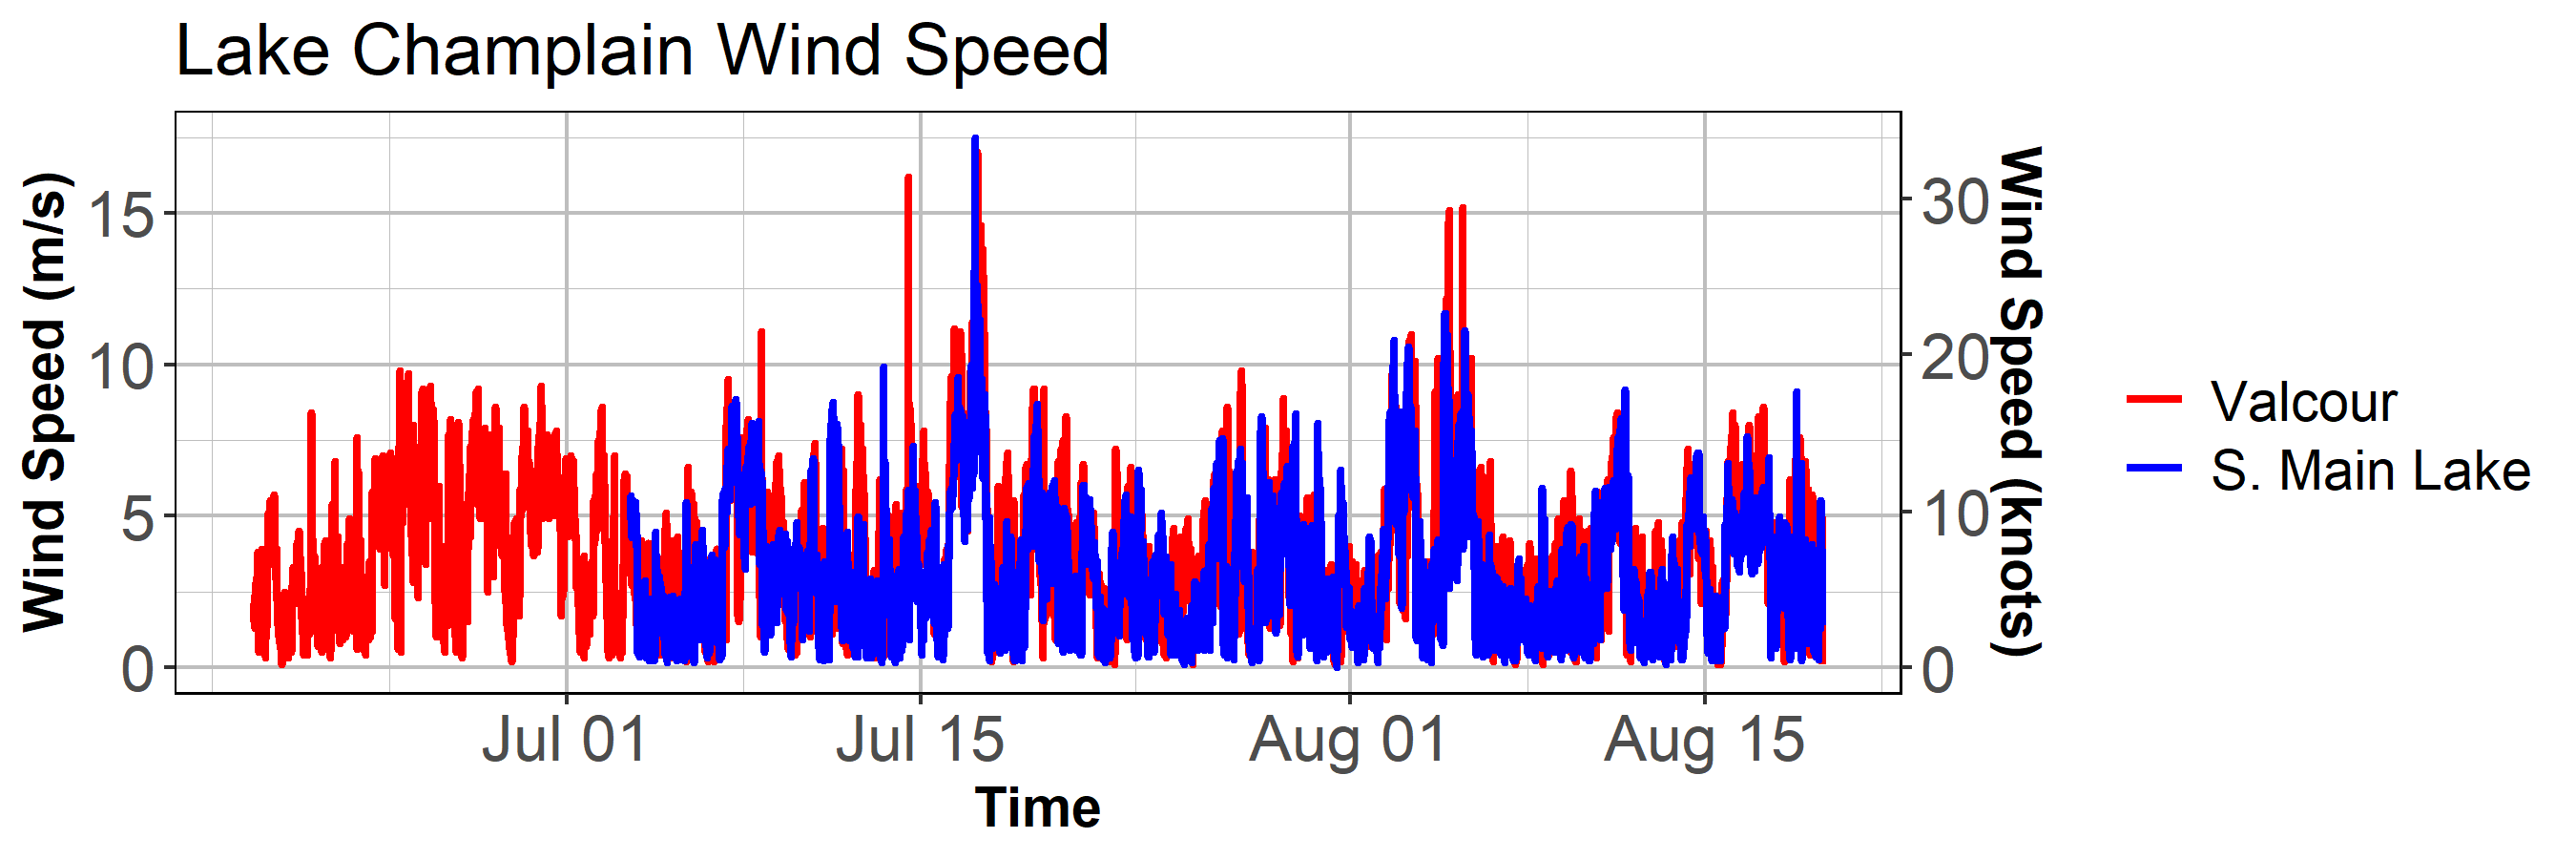 Lake Champlain Wind Speed
Wind Speed (m/s)
15
10
5
0
30
20
10
0
Wind Speed (knots)
Jul 01
Jul 15
Aug 01
Aug 15
Time
Valcour
S. Main Lake